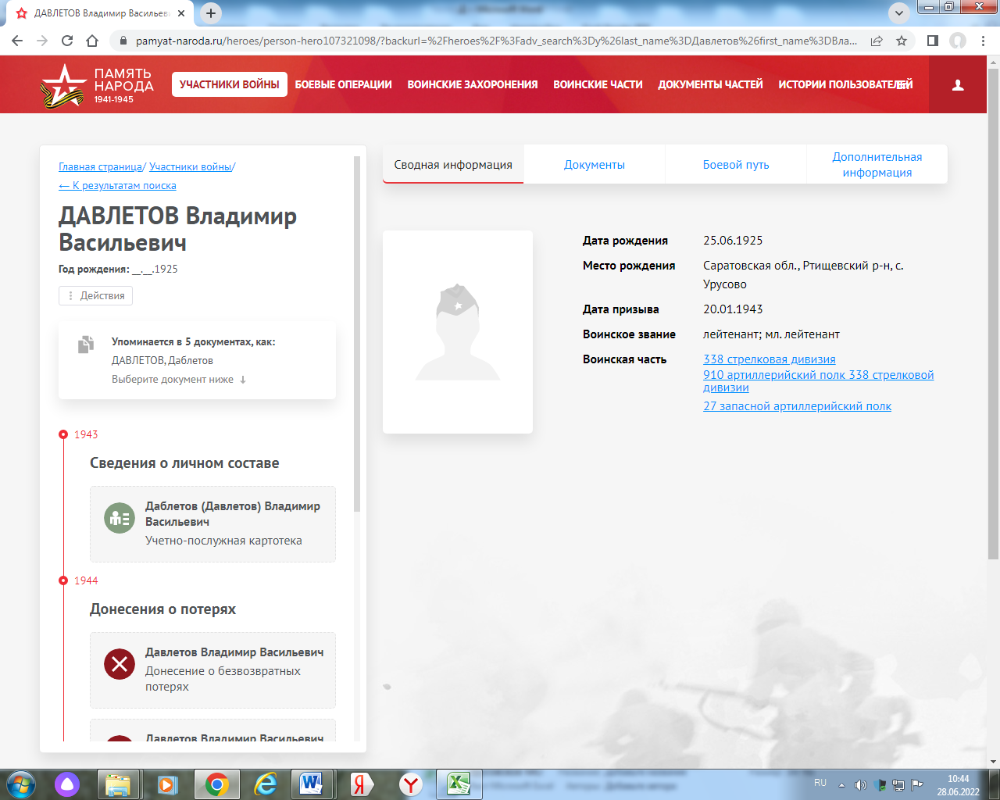 ДАВЛЕТОВ Владимир Васильеви
pamyat-naroda.ru/heroes/person-hero107321098/?backurl=%2Fheroes%2F%3Fadv_search%3Dy%26last_name%3DДавлетов%26first_name%3DВла...
ПАМЯТЬ
НАРОДА
1941-1945
УЧАСТНИКИ ВОЙНЫ
БОЕВЫЕ ОПЕРАЦИИ
ВОИНСКИЕ ЗАХОРОНЕНИЯ
ВОИНСКИЕ ЧАСТИ
ДОКУМЕНТЫ ЧАСТЕЙ
ИСТОРИИ ПОЛЬЗОВАТЕЛЕЙ
En
Главная страница/ Участники войны/
← К результатам поиска
ДАВЛЕТОВ Владимир
Васильевич
Год рождения: __.__.1925
Действия
Упоминается в 5 документах, как:
ДАВЛЕТОВ, Даблетов
Выберите документ ниже ↓
1943
Сведения о личном составе
Даблетов (Давлетов) Владимир
Васильевич
Учетно-послужная картотека
1944
Донесения о потерях
Давлетов Владимир Васильевич
Донесение о безвозвратных
потерях
Давлетов Владимир Васильевич
Сводная информация
Документы
Боевой путь
Дополнительная
информация
Дата рождения 25.06.1925
Место рождения Саратовская обл., Ртищевский р-н, с.
Урусово
Дата призыва 20.01.1943
Воинское звание лейтенант; мл. лейтенант
Воинская часть 338 стрелковая дивизия
910 артиллерийский полк 338 стрелковой
дивизии
27 запасной артиллерийский полк
RU
10:44
28.06.2022